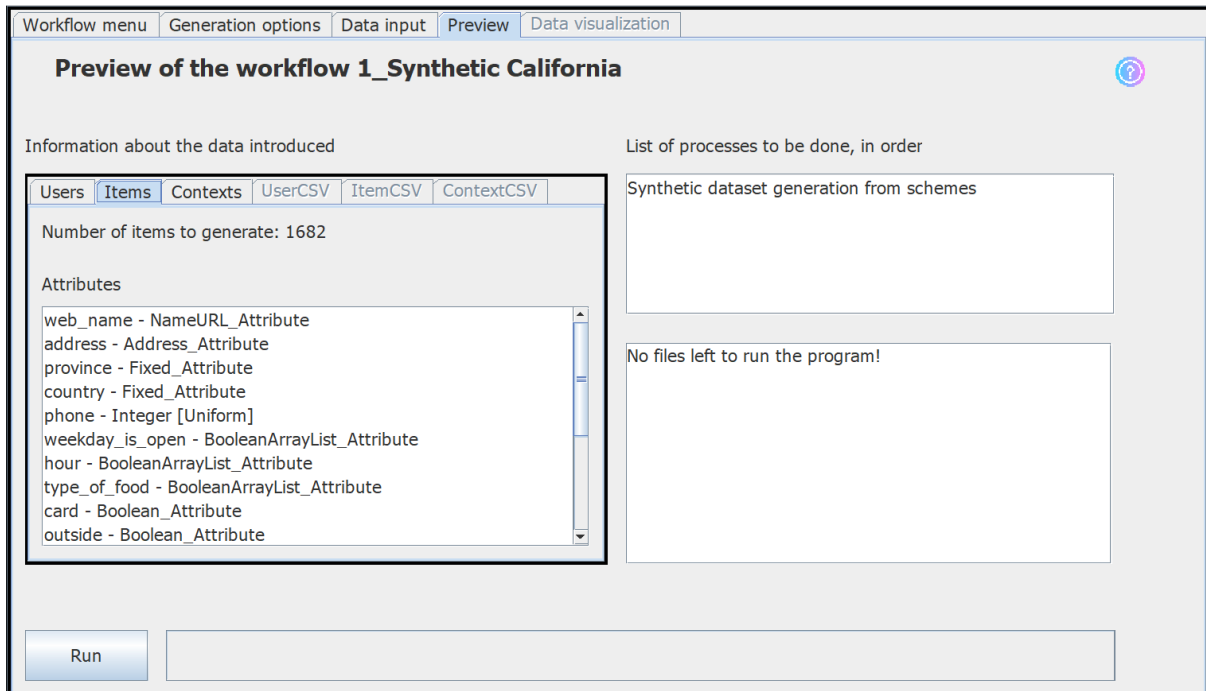 Workflow menu Generation options Data input Preview Data visualization
Preview of the workflow 1_Synthetic California
?
Information about the data introduced
Users Items Contexts UserCSV ItemCSV ContextCSV
Number of items to generate: 1682
Attributes
web_name - NameURL_Attribute
address - Address_Attribute
province - Fixed_Attribute
country - Fixed_Attribute
phone - Integer [Uniform]
weekday_is_open - BooleanArrayList_Attribute
hour - BooleanArrayList_Attribute
type_of_food - BooleanArrayList_Attribute
card - Boolean_Attribute
outside - Boolean_Attribute
List of processes to be done, in order
Synthetic dataset generation from schemes
No files left to run the program!
Run